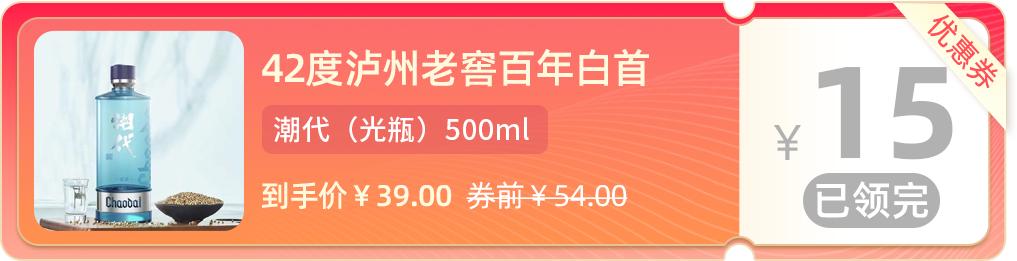 42度泸州老窖百年白首
潮代（光瓶）500ml
到手价￥39.00 券前￥54.00
潮代
Chaodai
￥15
已领完
优惠券